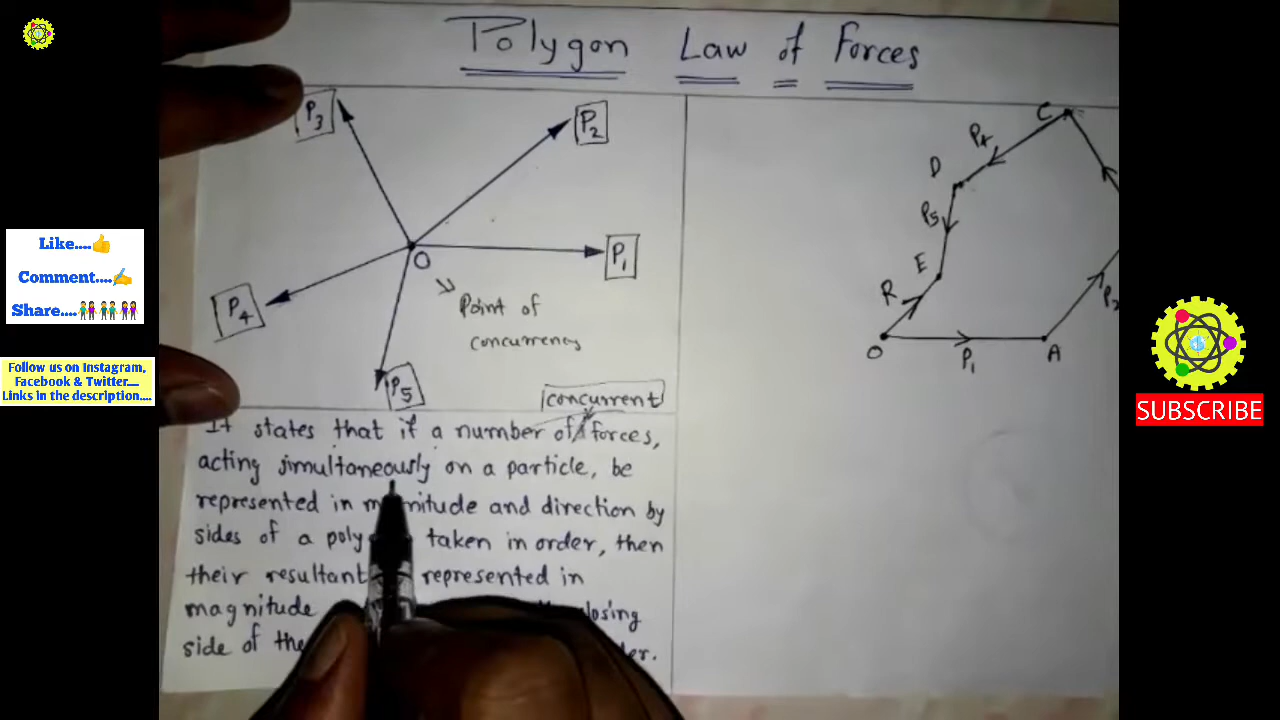 Polygon Law of Forces
P3
P2
P1
O
Point of
concurrency
P4
P5
concurrent
It states that if a number of forces,
acting simultaneously on a particle, be
represented in magnitude and direction by
sides of a poly taken in order, then
their resultant represented in
magnitude closing
side of the
C
P4
D
P5
E
R
O
P1
A
P2
Like....👍
Comment....✍
Share....👫👫👫
Follow us on Instagram,
Facebook & Twitter....
Links in the description....
SUBSCRIBE